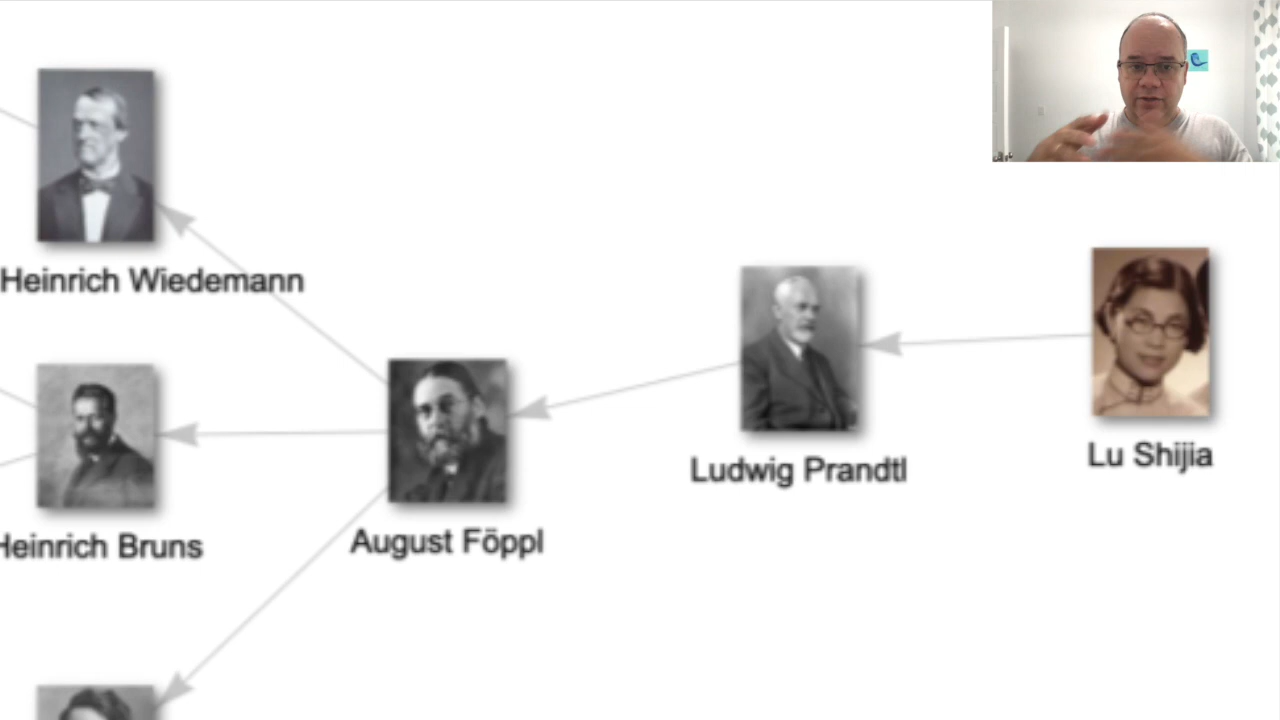 Heinrich Wiedemann
Ludwig Prandtl
Lu Shijia
Heinrich Bruns
August Föppl